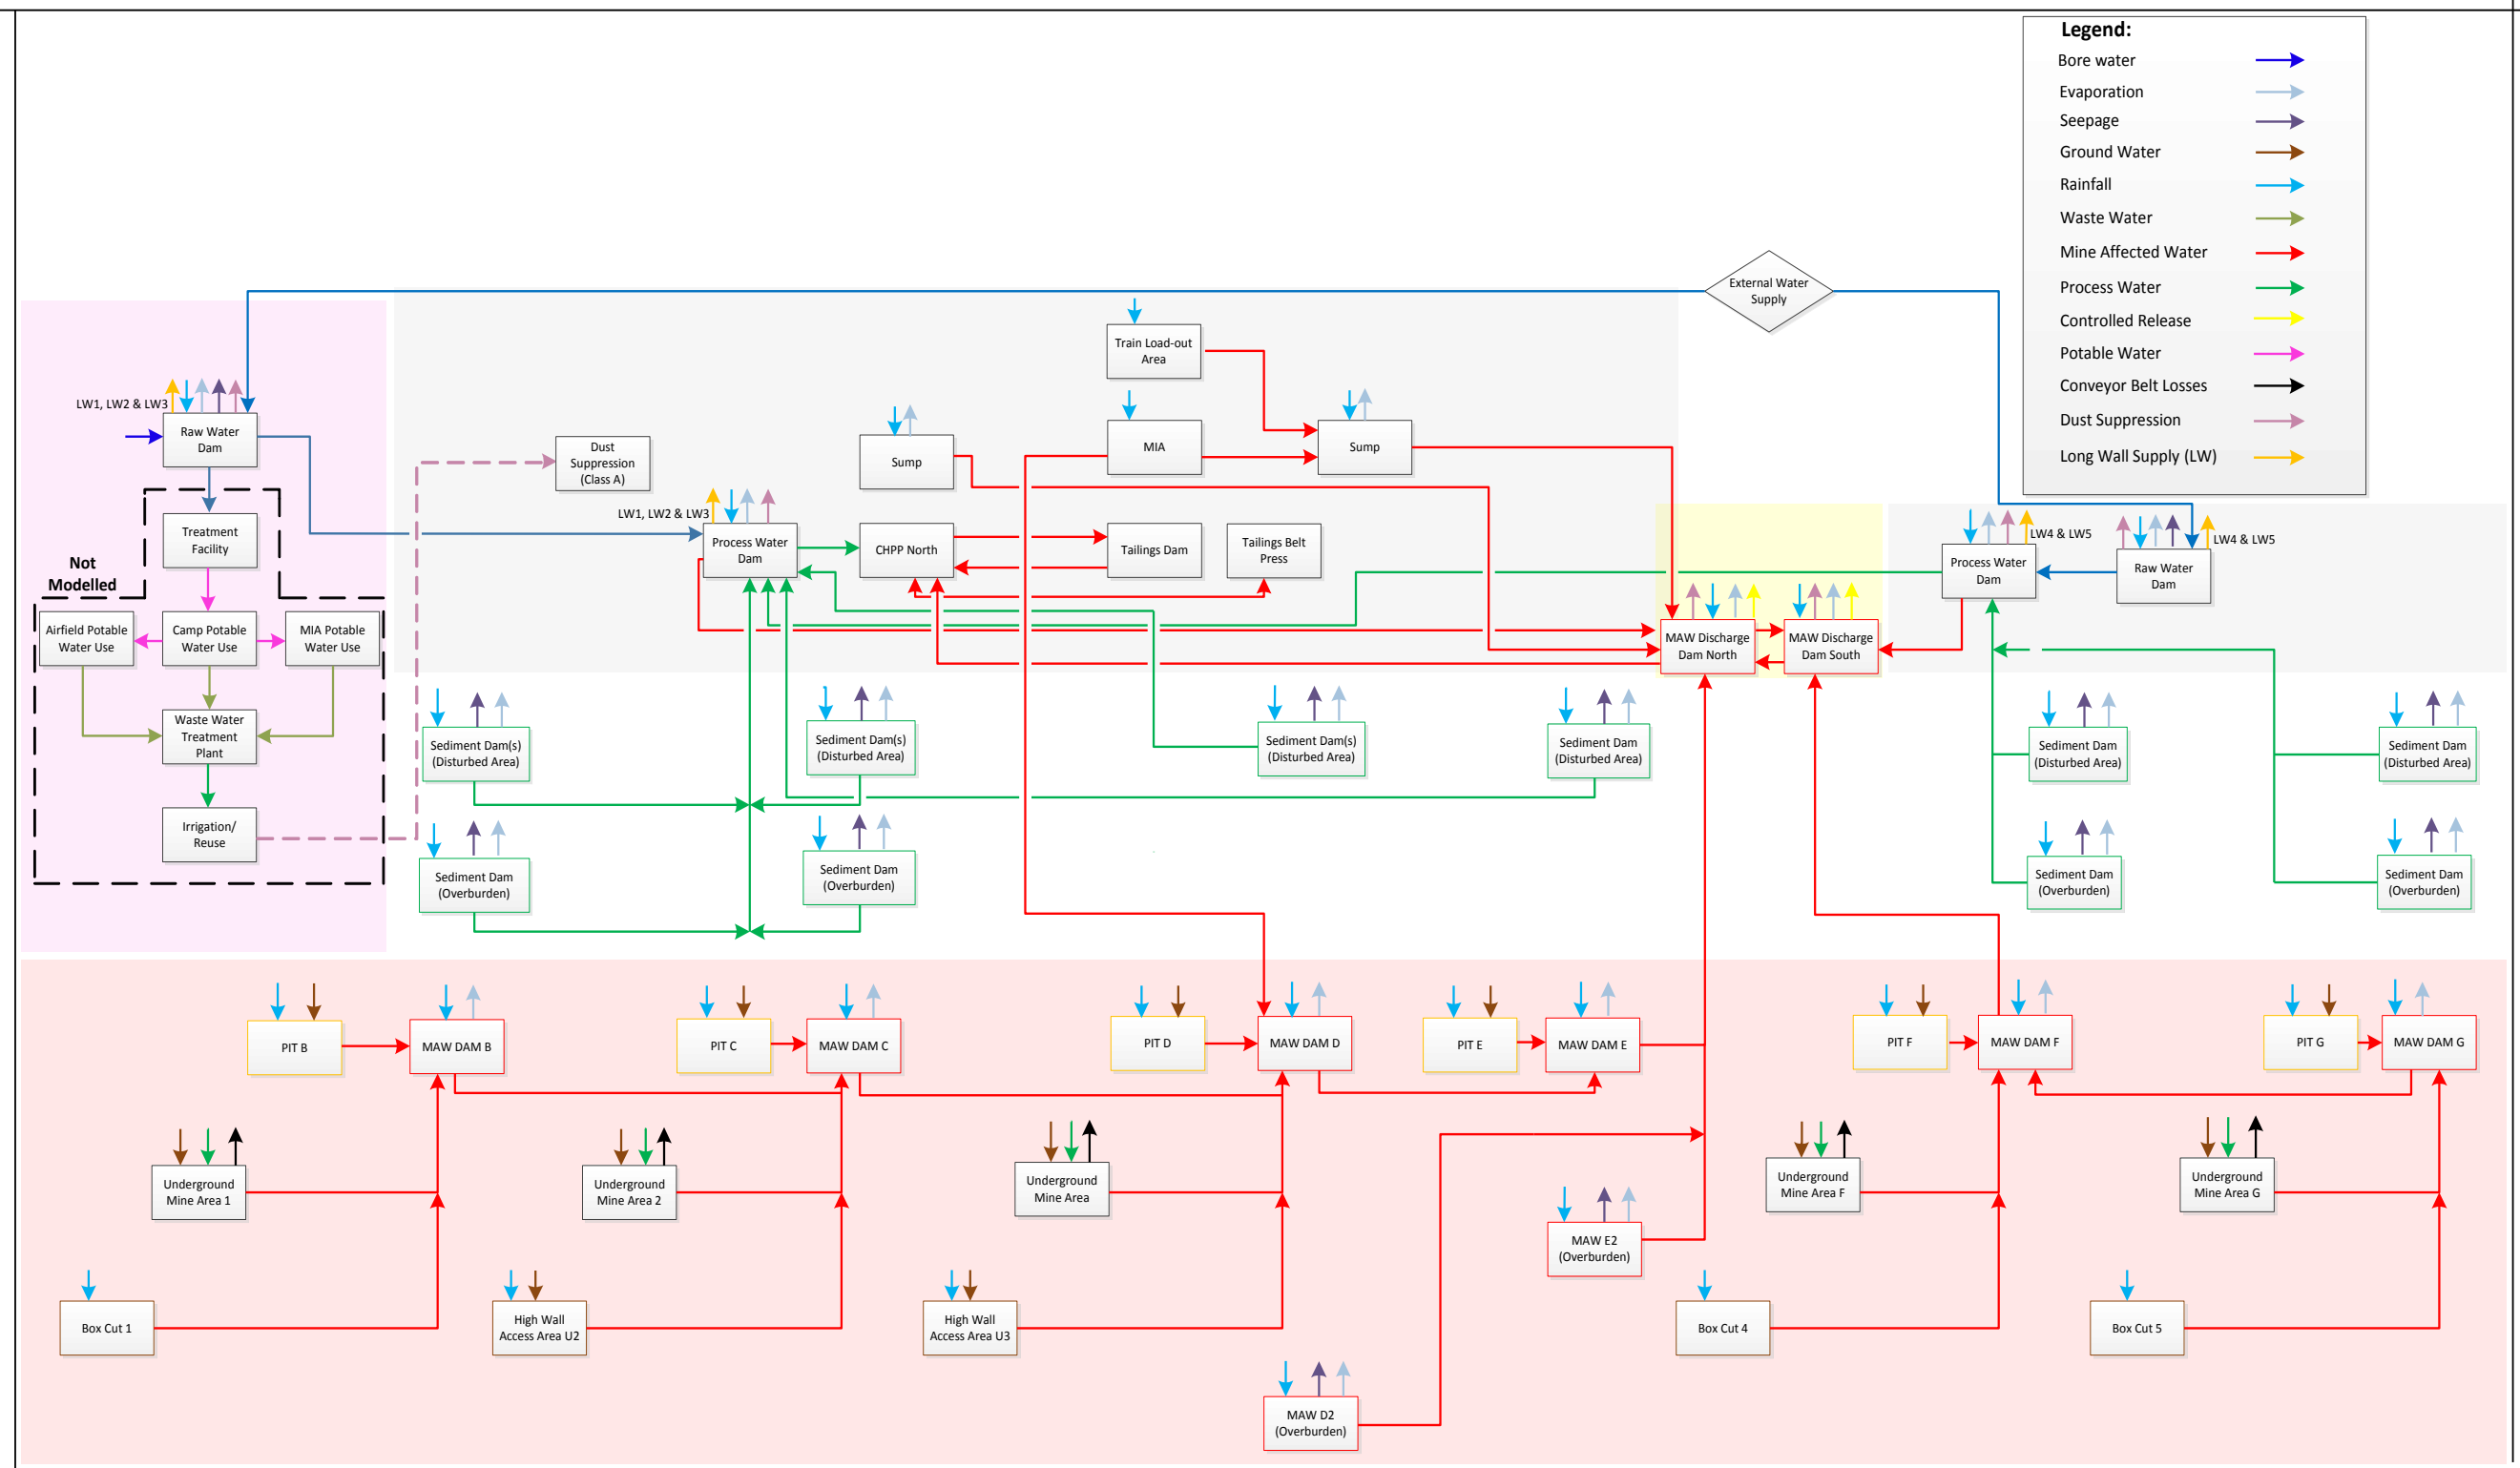 Legend:
Bore water
Evaporation
Seepage
Ground Water
Rainfall
Waste Water
Mine Affected Water
Process Water
Controlled Release
Potable Water
Conveyor Belt Losses
Dust Suppression
Long Wall Supply (LW)
External Water
Supply
Train Load-out
Area
LW1, LW2 & LW3
Raw Water
Dam
Dust
Suppression
(Class A)
Sump
MIA
Sump
LW1, LW2 & LW3
Process Water
Dam
CHPP North
Tailings Dam
Tailings Belt
Press
LW4 & LW5
Process Water
Dam
LW4 & LW5
Raw Water
Dam
Treatment
Facility
Not
Modelled
Airfield Potable
Water Use
Camp Potable
Water Use
MIA Potable
Water Use
MAW Discharge
Dam North
MAW Discharge
Dam South
Waste Water
Treatment
Plant
Irrigation/
Reuse
Sediment Dam(s)
(Disturbed Area)
Sediment Dam(s)
(Disturbed Area)
Sediment Dam(s)
(Disturbed Area)
Sediment Dam
(Disturbed Area)
Sediment Dam
(Disturbed Area)
Sediment Dam
(Disturbed Area)
Sediment Dam
(Overburden)
Sediment Dam
(Overburden)
Sediment Dam
(Overburden)
Sediment Dam
(Overburden)
PIT B
MAW DAM B
PIT C
MAW DAM C
PIT D
MAW DAM D
PIT E
MAW DAM E
PIT F
MAW DAM F
PIT G
MAW DAM G
Underground
Mine Area 1
Underground
Mine Area 2
Underground
Mine Area
Underground
Mine Area F
Underground
Mine Area G
MAW E2
(Overburden)
Box Cut 1
High Wall
Access Area U2
High Wall
Access Area U3
Box Cut 4
Box Cut 5
MAW D2
(Overburden)